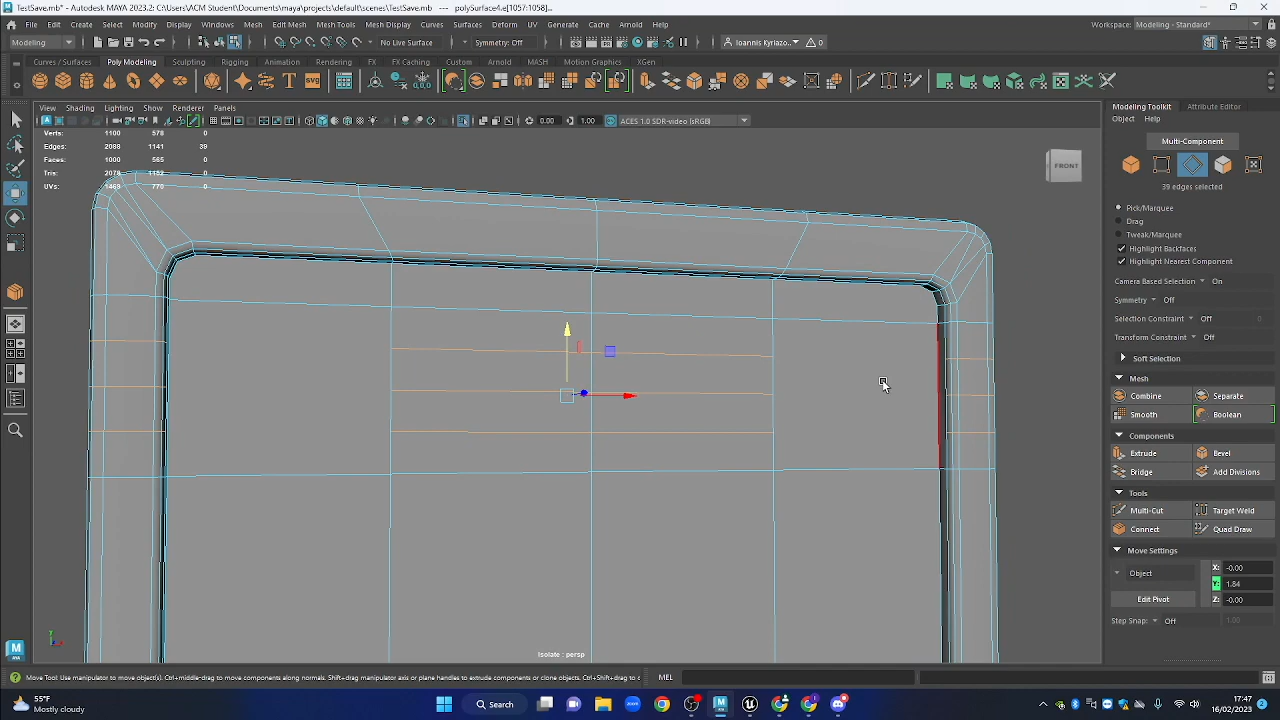 TestSave.mb* - Autodesk MAYA 2023.2: C:\Users\ACM Student\Documents\maya\projects\default\scenes\TestSave.mb --- polySurface4.e[1057:1058]...
File Edit Create Select Modify Display Windows Mesh Edit Mesh Mesh Tools Mesh Display Curves Surfaces Deform UV Generate Cache Arnold Help Workspace: Modeling - Standard*
Modeling No Live Surface Symmetry: Off Ioannis Kyriazo... 0
Curves / Surfaces Poly Modeling Sculpting Rigging Animation Rendering FX FX Caching Custom Arnold Bifrost MASH Motion Graphics XGen
SVG
View Shading Lighting Show Renderer Panels
0.00 1.00 ACES 1.0 SDR-video (sRGB)
Verts: 1100 578 0
Edges: 2088 1141 39
Faces: 1000 565 0
Tris: 2078 1152 0
UVs: 1469 770 0
FRONT
Isolate : persp
Modeling Toolkit Attribute Editor
Object Help
Multi-Component
39 edges selected
Pick/Marquee
Drag
Tweak/Marquee
Highlight Backfaces
Highlight Nearest Component
Camera Based Selection On
Symmetry Off
Selection Constraint Off 0
Transform Constraint Off
Soft Selection
Mesh
Combine Separate
Smooth Boolean
Components
Extrude Bevel
Bridge Add Divisions
Tools
Multi-Cut Target Weld
Connect Quad Draw
Move Settings
Object X: -0.00
Y: 1.84
Edit Pivot Z: -0.00
Step Snap: Off 1.00
Move Tool: Use manipulator to move object(s). Ctrl+middle-drag to move components along normals. Shift+drag manipulator axis or plane handles to extrude components or clone objects. Ctrl+Shift+drag to c
MEL
55°F
Mostly cloudy
Search
zoom
17:47
16/02/2023